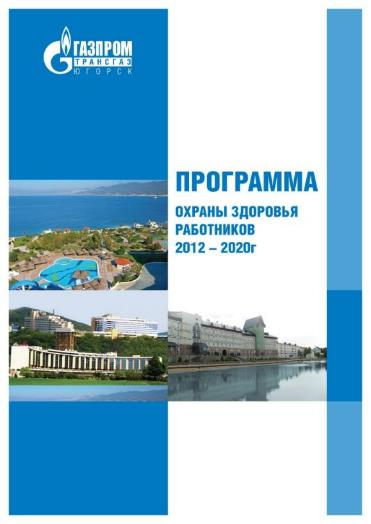 ГАЗПРОМ
ТРАНСГАЗ
ЮГОРСК
ПРОГРАММА
ОХРАНЫ ЗДОРОВЬЯ
РАБОТНИКОВ
2012 – 2020г